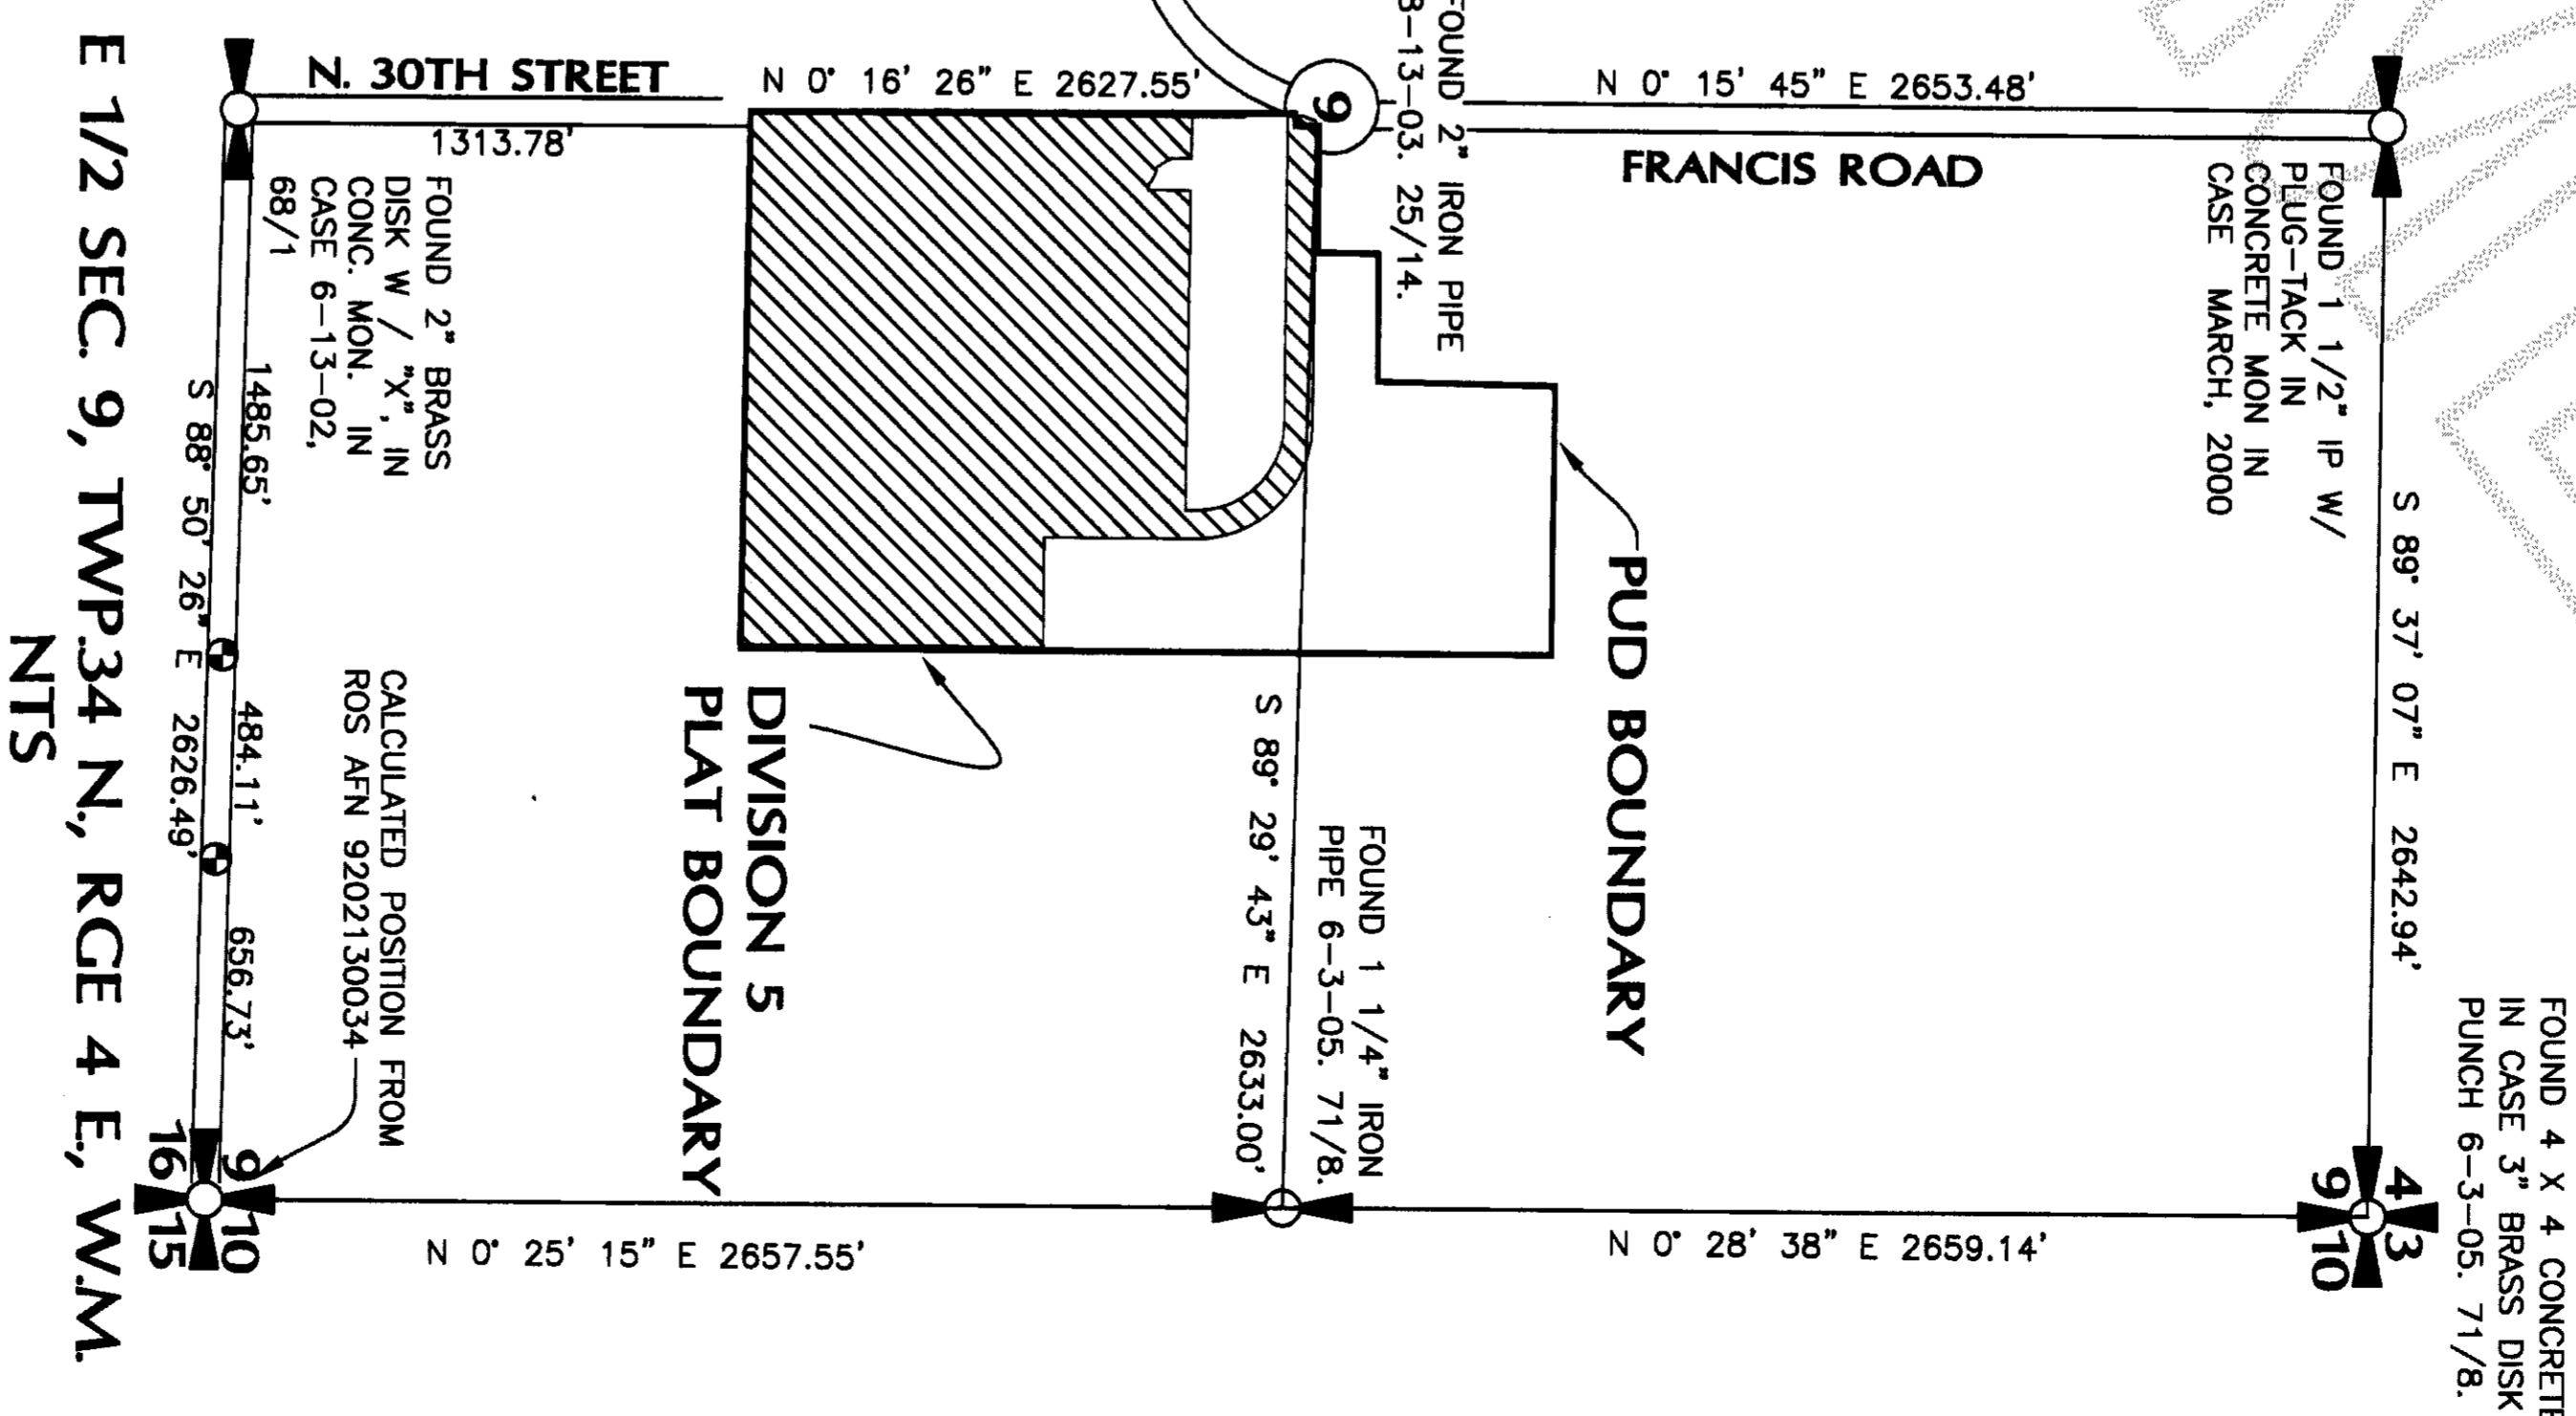 N. 30TH STREET
N 0° 16' 26" E 2627.55'
1313.78'
9
N 0° 15' 45" E 2653.48'
FRANCIS ROAD
FOUND 2" IRON PIPE
8-13-03. 25/14.
FOUND 1 1/2" IP W/
PLUG-TACK IN
CONCRETE MON IN
CASE MARCH, 2000
S 89° 37' 07" E 2642.94'
FOUND 4 X 4 CONCRETE
IN CASE 3" BRASS DISK
PUNCH 6-3-05. 71/8.
4
3
9
10
PUD BOUNDARY
FOUND 1 1/4" IRON
PIPE 6-3-05. 71/8.
S 89° 29' 43" E 2633.00'
DIVISION 5
PLAT BOUNDARY
FOUND 2" BRASS
DISK W / "X", IN
CONC. MON. IN
CASE 6-13-02,
68/1
CALCULATED POSITION FROM
ROS AFN 9202130034
1485.65'
484.11'
656.73'
S 88° 50' 26" E 2626.49'
9
10
16
15
N 0° 25' 15" E 2657.55'
N 0° 28' 38" E 2659.14'
E 1/2 SEC. 9, TWP.34 N., RGE 4 E., W.M.
NTS